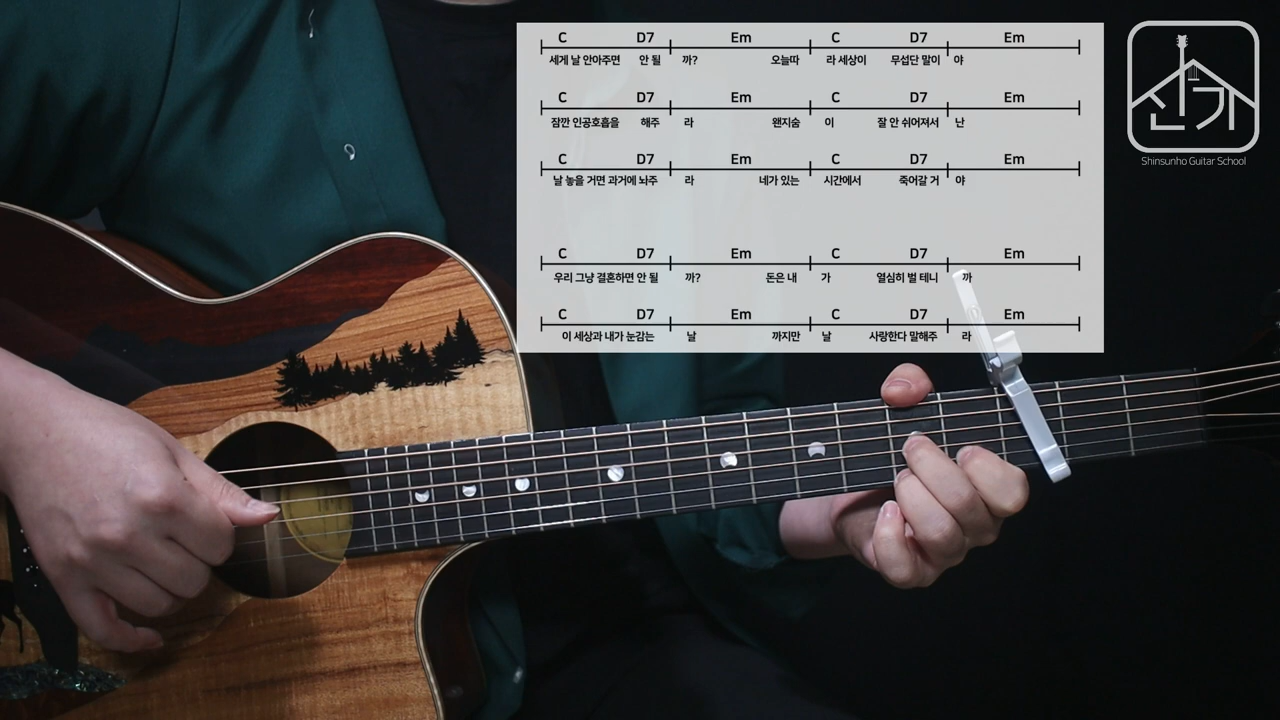 C D7 Em C D7 Em
세게 날 안아주면 안 될 까? 오늘따 라 세상이 무섭단 말이 야
C D7 Em C D7 Em
잠깐 인공호흡을 해주 라 왠지숨 이 잘 안 쉬어져서 난
C D7 Em C D7 Em
날 놓을 거면 과거에 놔주 라 네가 있는 시간에서 죽어갈 거 야
C D7 Em C D7 Em
우리 그냥 결혼하면 안 될 까? 돈은 내 가 열심히 벌 테니 까
C D7 Em C D7 Em
이 세상과 내가 눈감는 날 까지만 날 사랑한다 말해주 라
신가
Shinsunho Guitar School